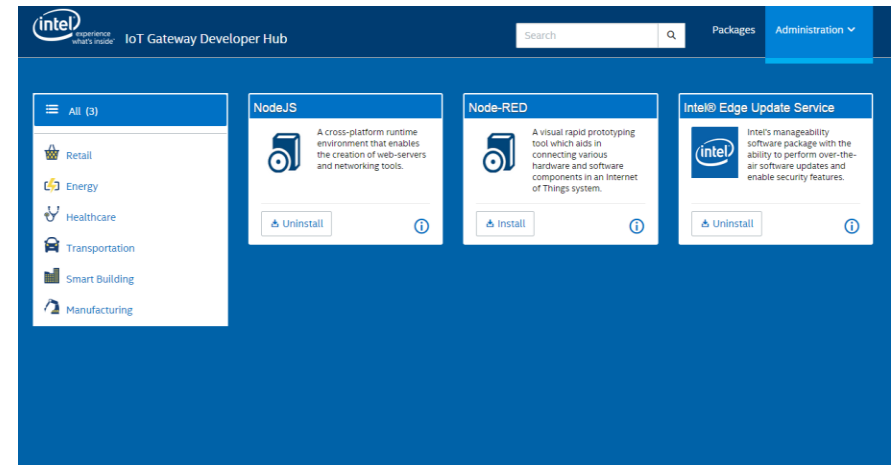 intel
experience
what's inside™
IoT Gateway Developer Hub
Search
Packages
Administration
All (3)
Retail
Energy
Healthcare
Transportation
Smart Building
Manufacturing
NodeJS
A cross-platform runtime
environment that enables
the creation of web-servers
and networking tools.
Uninstall
Node-RED
A visual rapid prototyping
tool which aids in
connecting various
hardware and software
components in an Internet
of Things system.
Install
Intel® Edge Update Service
intel
Intel's manageability
software package with the
ability to perform over-the-
air software updates and
enable security features.
Uninstall